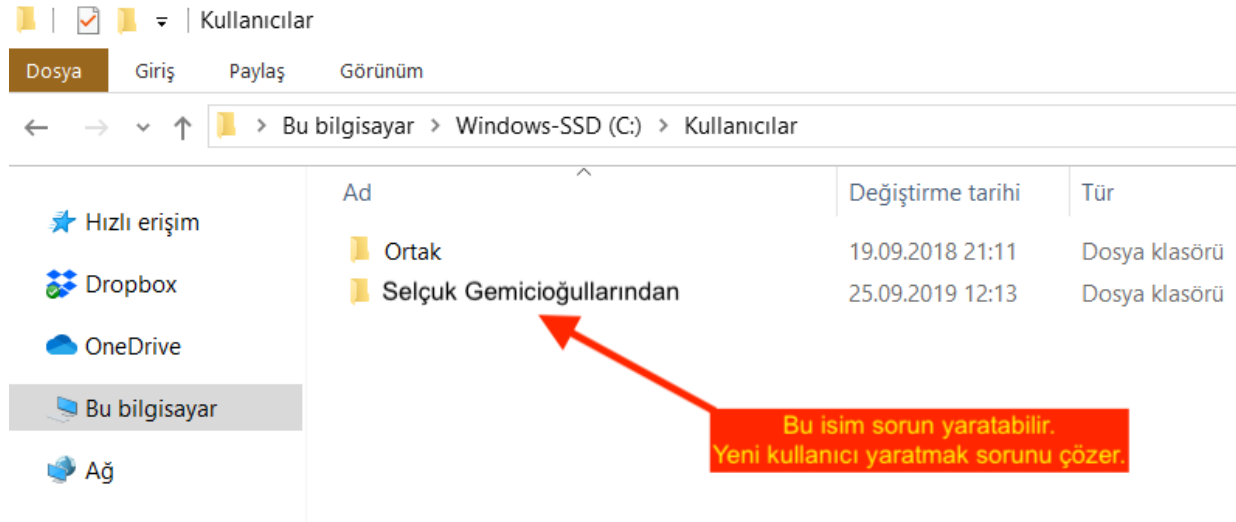 Kullanıcılar
Dosya Giriş Paylaş Görünüm
Bu bilgisayar > Windows-SSD (C:) > Kullanıcılar
Ad Değiştirme tarihi Tür
Hızlı erişim
Dropbox
OneDrive
Bu bilgisayar
Ağ
Ortak 19.09.2018 21:11 Dosya klasörü
Selçuk Gemicioğullarından 25.09.2019 12:13 Dosya klasörü
Bu isim sorun yaratabilir.
Yeni kullanıcı yaratmak sorunu çözer.